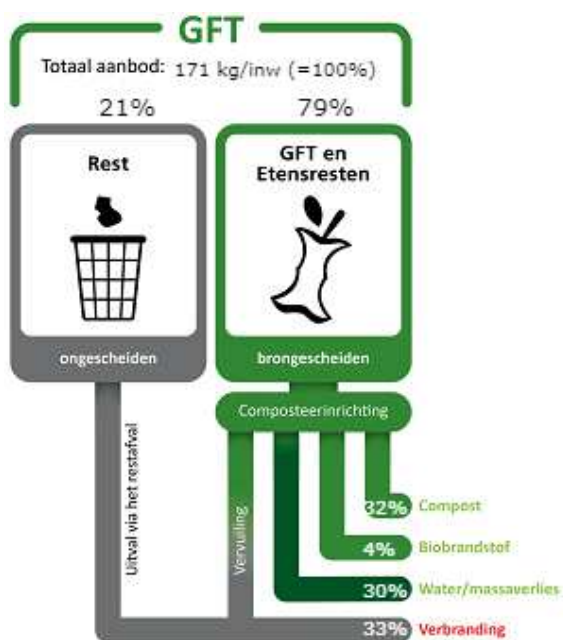 GFT
Totaal aanbod: 171 kg/inw (=100%)
21%
79%
Rest
GFT en
Etensresten
ongescheiden
brongescheiden
Composteerinrichting
Uitval via het restafval
Vervuiling
32% Compost
4% Biobrandstof
30% Water/massaverlies
33% Verbranding